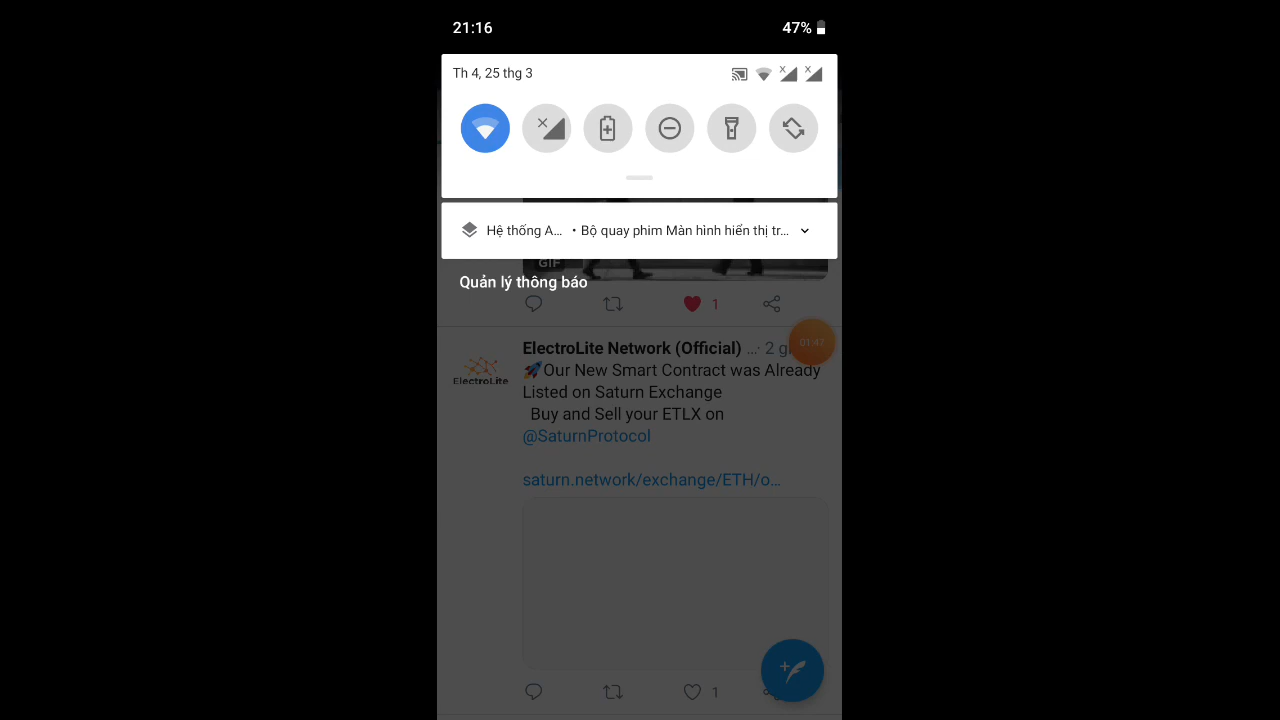 21:16
47%
Th 4, 25 thg 3
Hệ thống A... • Bộ quay phim Màn hình hiển thị tr...
GIF
Quản lý thông báo
1
ElectroLite Network (Official) ... · 2 gi
01:47
ElectroLite
🚀Our New Smart Contract was Already
Listed on Saturn Exchange
Buy and Sell your ETLX on
@SaturnProtocol
saturn.network/exchange/ETH/o...
1